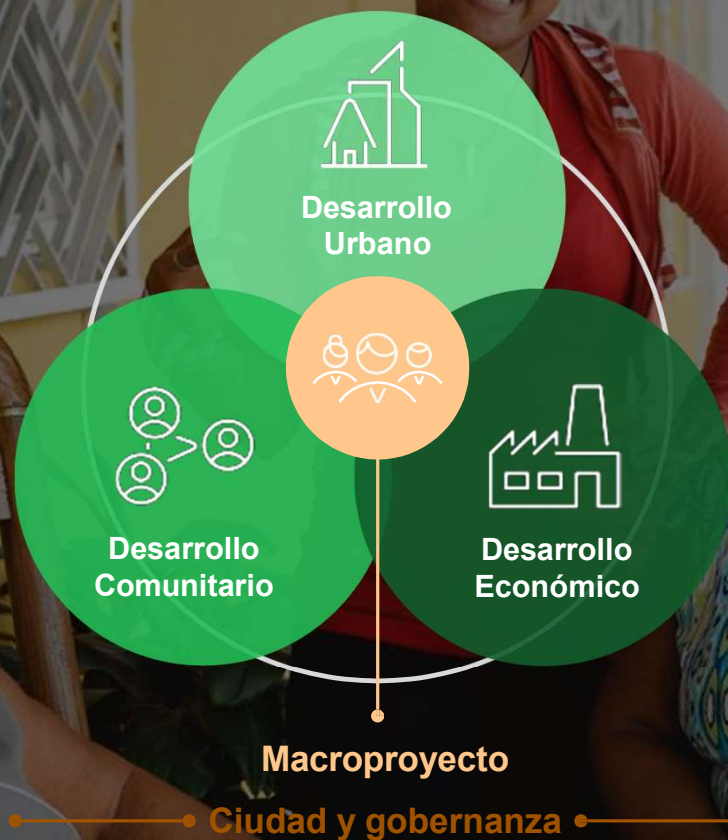 Desarrollo
Urbano
Desarrollo
Comunitario
Desarrollo
Económico
Macroproyecto
Ciudad y gobernanza